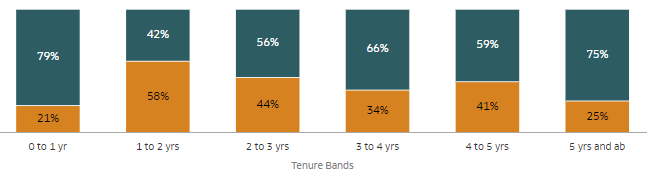 79% 42% 56% 66% 59% 75%
21% 58% 44% 34% 41% 25%
0 to 1 yr 1 to 2 yrs 2 to 3 yrs 3 to 4 yrs 4 to 5 yrs 5 yrs and ab
Tenure Bands